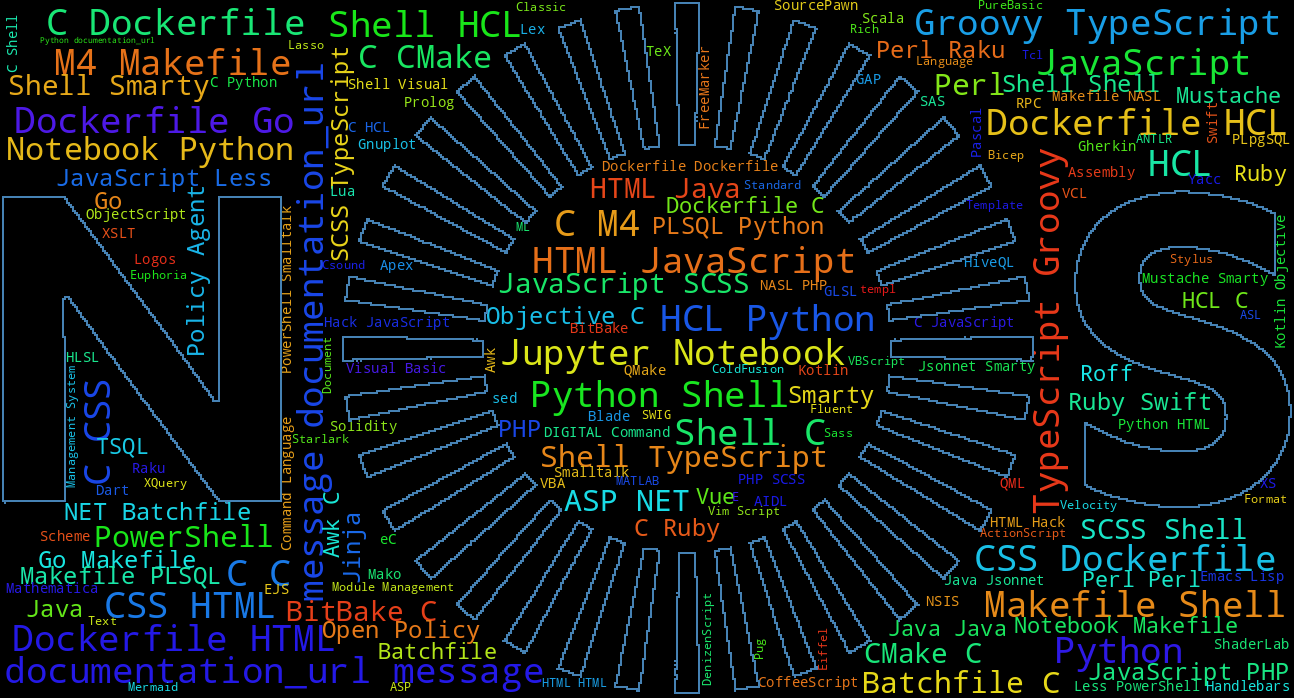 Classic
SourcePawn
PureBasic
C Shell
C Dockerfile
Shell HCL
Lex
Scala
Rich
Groovy TypeScript
Python documentation_url
Lasso
TeX
Perl Raku
Language
Tcl
M4 Makefile
C CMake
JavaScript
Shell Smarty
C Python
Shell Visual
GAP
Perl
Shell Shell
Prolog
SAS
RPC
Makefile NASL
Mustache
FreeMarker
Dockerfile Go
C HCL
Gnuplot
Pascal
Dockerfile HCL
Swift
PLpgSQL
ANTLR
Gherkin
Notebook Python
Bicep
HCL
Dockerfile Dockerfile
JavaScript Less
Assembly
Yacc
Ruby
Lua
HTML Java
Standard
VCL
Go
ObjectScript
Dockerfile C
Template
XSLT
ML
C M4
PLSQL Python
SCSS TypeScript
message documentation_url
Policy Agent
PowerShell Smalltalk
Logos
Euphoria
Csound
Apex
HTML JavaScript
HiveQL
TypeScript Groovy
Stylus
Mustache Smarty
Kotlin Objective
JavaScript SCSS
NASL PHP
GLSL
templ
HCL C
ASL
Hack JavaScript
Objective C
BitBake
HCL Python
C JavaScript
HLSL
Document
Awk
Jupyter Notebook
VBScript
Visual Basic
QMake
ColdFusion
Kotlin
Jsonnet Smarty
Roff
Management System
C CSS
sed
Python Shell
Smarty
Ruby Swift
Fluent
Blade
SWIG
Solidity
PHP
DIGITAL Command
Shell C
Sass
Python HTML
Starlark
TSQL
Shell TypeScript
Raku
XQuery
Smalltalk
VBA
MATLAB
PHP SCSS
QML
XS
Dart
Command Language
ASP NET
Vue
E
AIDL
Format
Vim Script
Velocity
NET Batchfile
Awk C
Jinja
C Ruby
HTML Hack
ActionScript
SCSS Shell
Scheme
PowerShell
eC
Go Makefile
CSS Dockerfile
Makefile PLSQL
C C
Mako
Java Jsonnet
Perl Perl
Emacs Lisp
Mathematica
EJS
Module Management
Java
CSS HTML
BitBake C
NSIS
Makefile Shell
Text
Dockerfile HTML
Open Policy
DenizenScript
Pug
Eiffel
Java Java
Notebook Makefile
Batchfile
CMake C
Python
ShaderLab
documentation_url message
JavaScript PHP
Mermaid
ASP
HTML HTML
CoffeeScript
Batchfile C
Less PowerShell
Handlebars